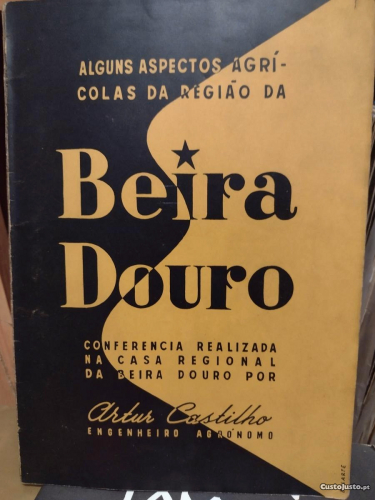 ALGUNS ASPECTOS AGRÍ-
COLAS DA REGIÃO DA
Beira
Douro
CONFERENCIA REALIZADA
NA CASA REGIONAL
DA BEIRA DOURO POR
Artur Castilho
ENGENHEIRO AGRÓNOMO
CustoJusto.pt